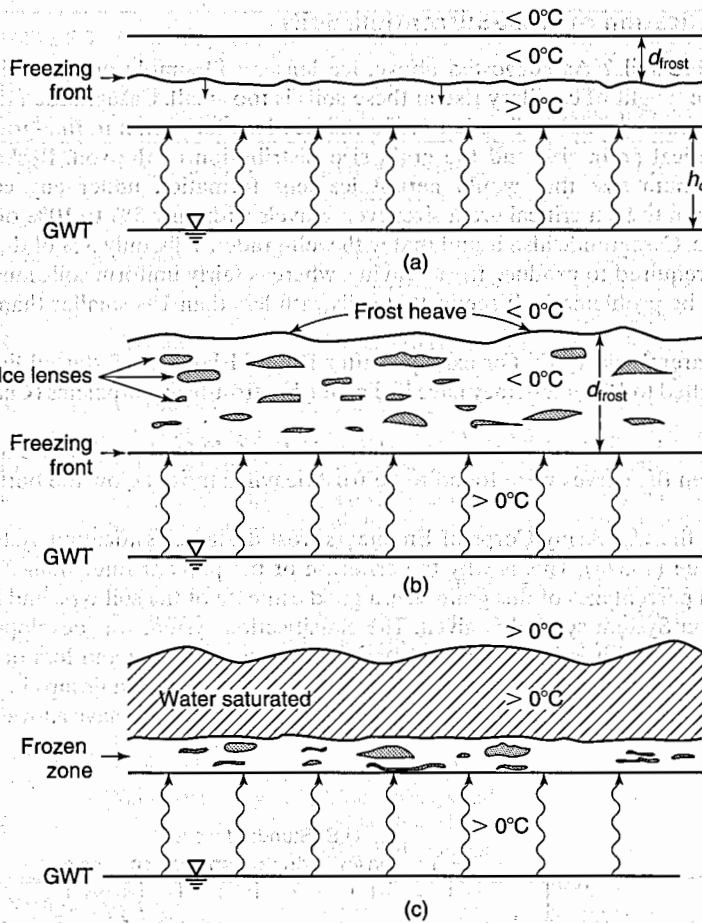 < 0°C
< 0°C
d_frost
Freezing front
> 0°C
GWT
(a)
< 0°C
Frost heave
Ice lenses
< 0°C
d_frost
Freezing front
> 0°C
GWT
(b)
> 0°C
Water saturated
> 0°C
Frozen zone
> 0°C
GWT
(c)